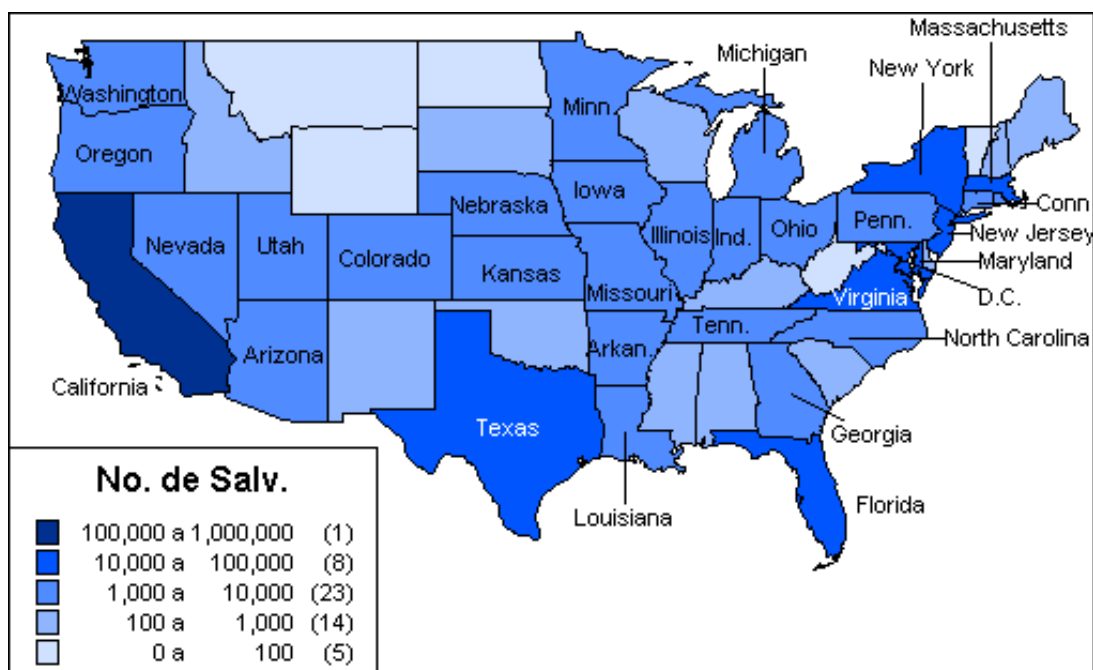 Massachusetts
Michigan
New York
Washington
Minn.
Oregon
Iowa
Nebraska
Conn
Nevada
Utah
Illinois
Ind.
Ohio
Penn.
New Jersey
Colorado
Kansas
Maryland
Missouri
Virginia
D.C.
Tenn.
North Carolina
Arizona
Arkan.
California
Texas
Georgia
Louisiana
Florida
No. de Salv.
100,000 a 1,000,000 (1)
10,000 a 100,000 (8)
1,000 a 10,000 (23)
100 a 1,000 (14)
0 a 100 (5)